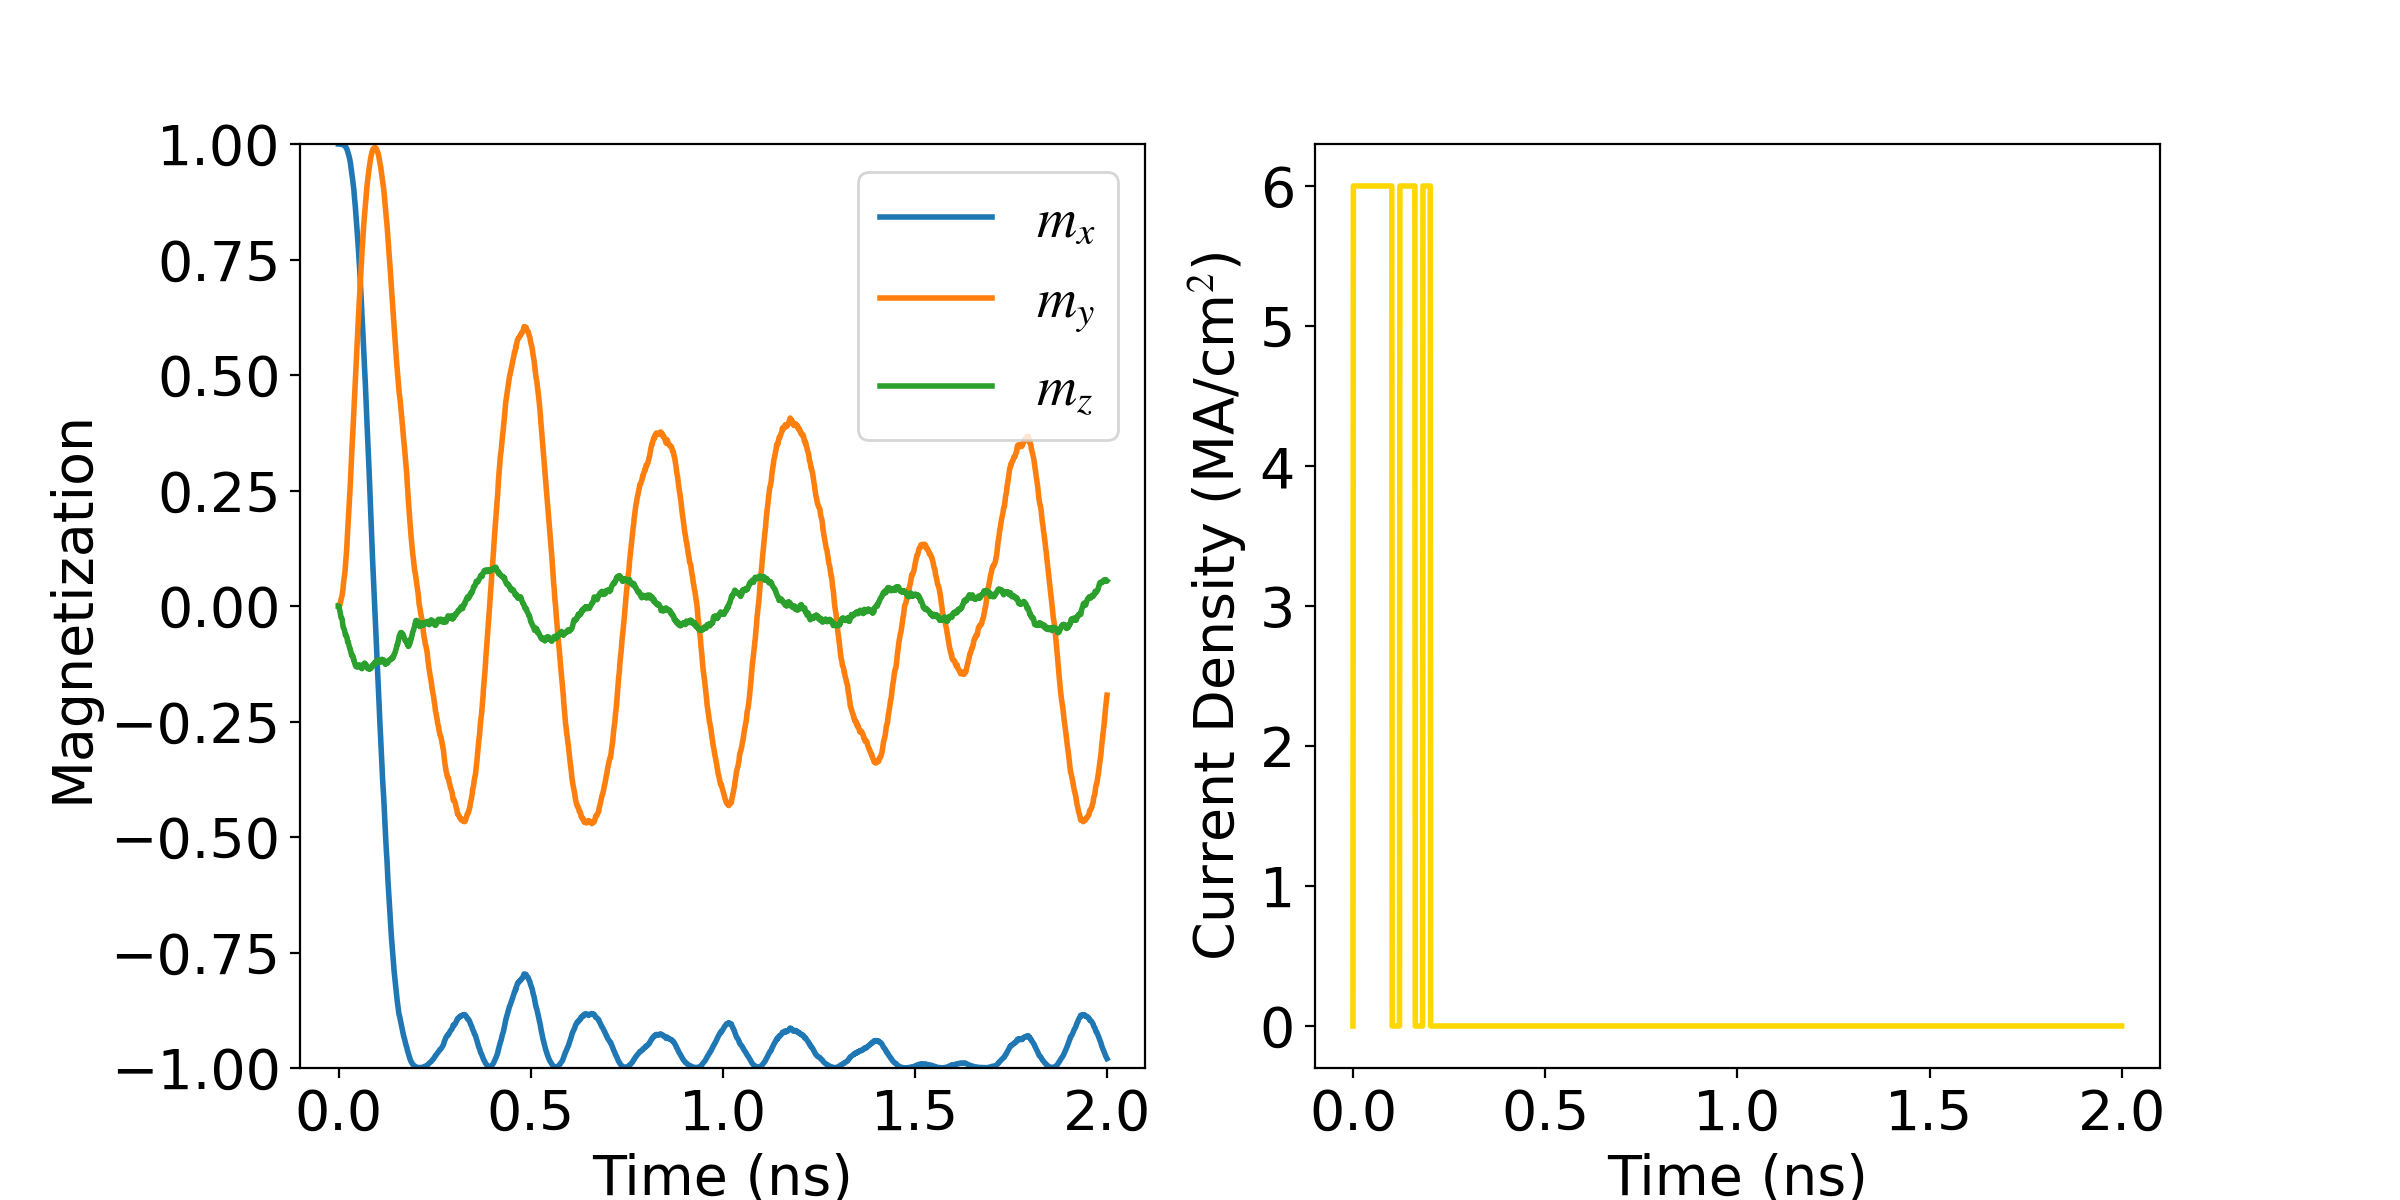 Magnetization
1.00
0.75
0.50
0.25
0.00
−0.25
−0.50
−0.75
−1.00
0.0 0.5 1.0 1.5 2.0
Time (ns)
m_x
m_y
m_z
Current Density (MA/cm²)
6
5
4
3
2
1
0
0.0 0.5 1.0 1.5 2.0
Time (ns)